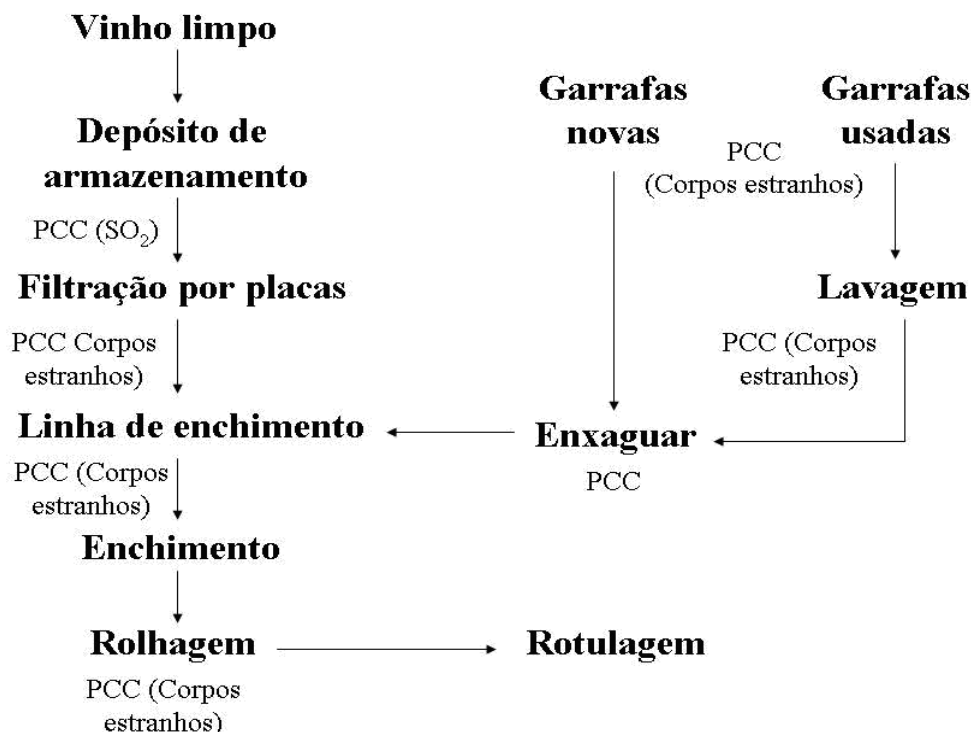 Vinho limpo
Garrafas
novas
Garrafas
usadas
Depósito de
armazenamento
PCC
(Corpos estranhos)
PCC (SO₂)
Filtração por placas
Lavagem
PCC Corpos
estranhos)
PCC (Corpos
estranhos)
Linha de enchimento
Enxaguar
PCC
PCC (Corpos
estranhos)
Enchimento
Rolhagem
Rotulagem
PCC (Corpos
estranhos)